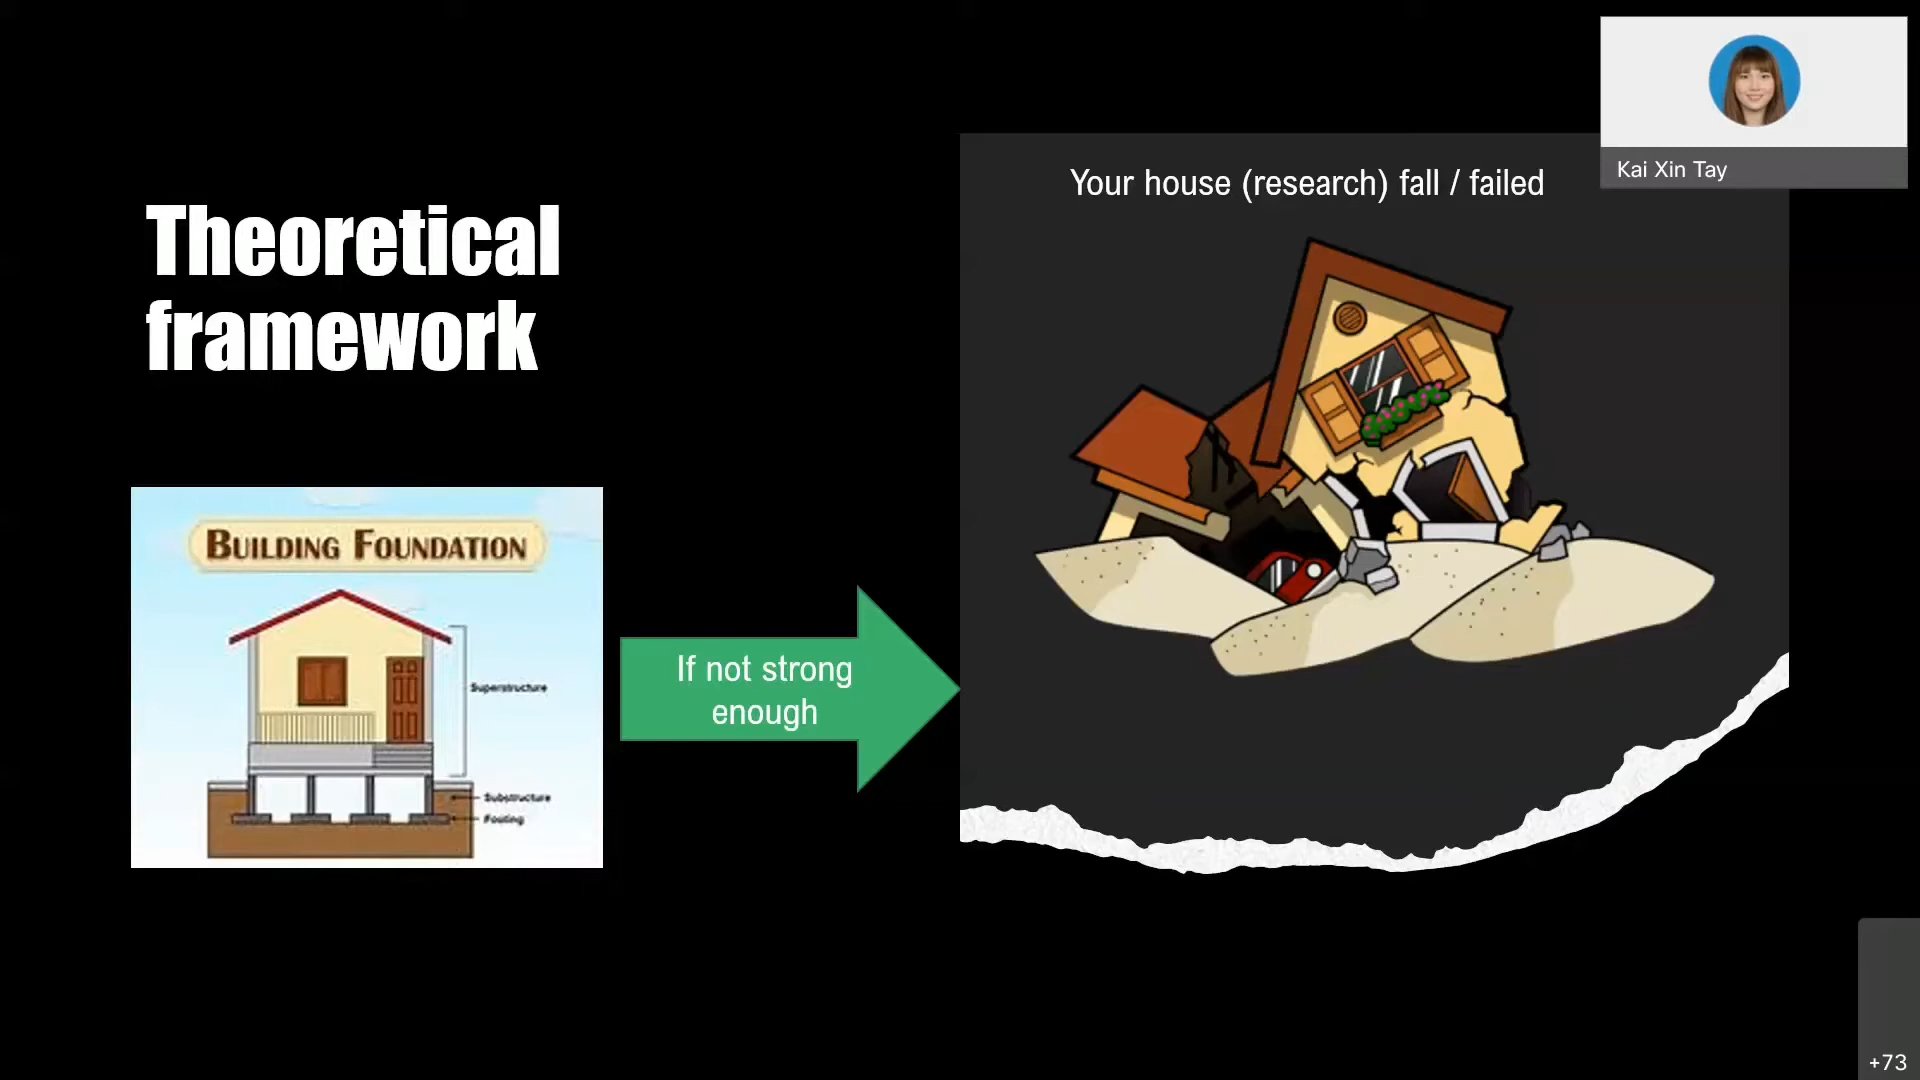 Theoretical
framework
BUILDING FOUNDATION
Superstructure
Substructure
Footing
If not strong
enough
Your house (research) fall / failed
Kai Xin Tay
+73